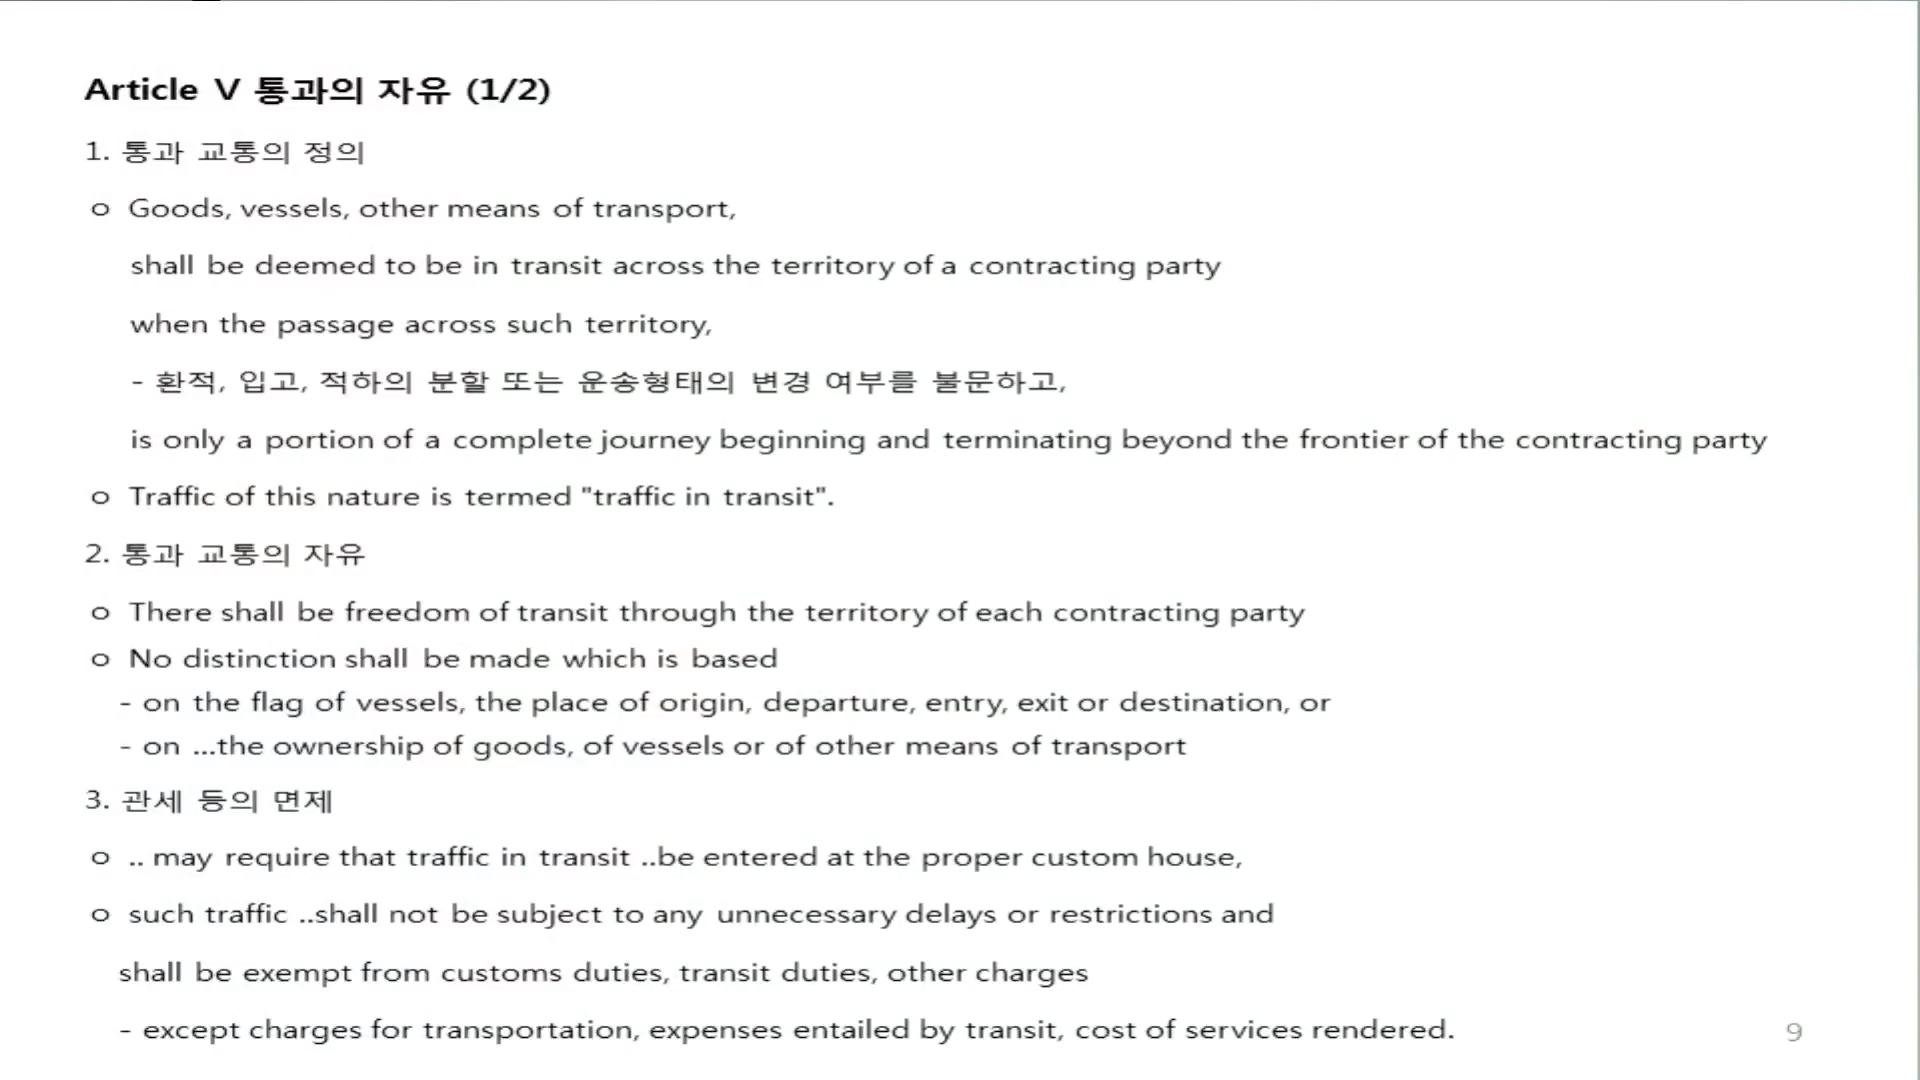 Article Ⅴ 통과의 자유 (1/2)
1. 통과 교통의 정의
o Goods, vessels, other means of transport,
shall be deemed to be in transit across the territory of a contracting party
when the passage across such territory,
- 환적, 입고, 적하의 분할 또는 운송형태의 변경 여부를 불문하고,
is only a portion of a complete journey beginning and terminating beyond the frontier of the contracting party
o Traffic of this nature is termed "traffic in transit".
2. 통과 교통의 자유
o There shall be freedom of transit through the territory of each contracting party
o No distinction shall be made which is based
- on the flag of vessels, the place of origin, departure, entry, exit or destination, or
- on ...the ownership of goods, of vessels or of other means of transport
3. 관세 등의 면제
o .. may require that traffic in transit ..be entered at the proper custom house,
o such traffic ..shall not be subject to any unnecessary delays or restrictions and
shall be exempt from customs duties, transit duties, other charges
- except charges for transportation, expenses entailed by transit, cost of services rendered.
9